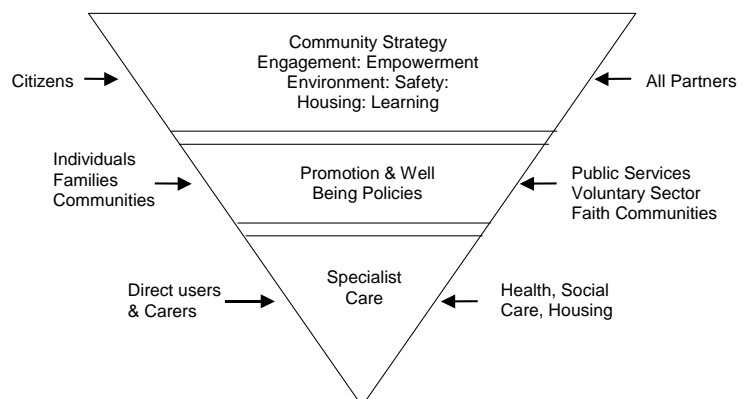 Community Strategy
Engagement: Empowerment
Environment: Safety:
Housing: Learning
Citizens
All Partners
Individuals
Families
Communities
Promotion & Well
Being Policies
Public Services
Voluntary Sector
Faith Communities
Direct users
& Carers
Specialist
Care
Health, Social
Care, Housing